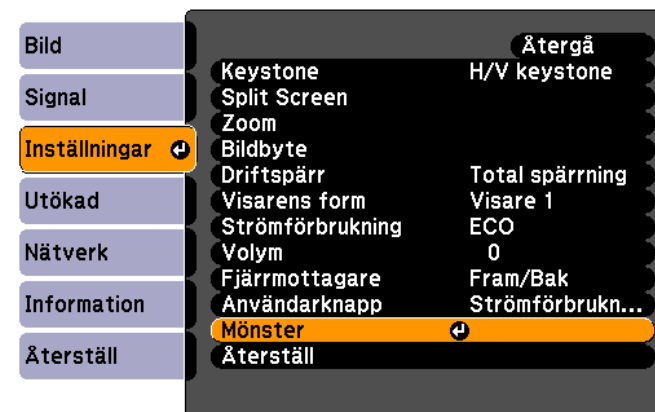 Bild
Signal
Inställningar
Utökad
Nätverk
Information
Återställ
Återgå
Keystone H/V keystone
Split Screen
Zoom
Bildbyte
Driftspärr Total spärrning
Visarens form Visare 1
Strömförbrukning ECO
Volym 0
Fjärrmottagare Fram/Bak
Användarknapp Strömförbrukn...
Mönster
Återställ